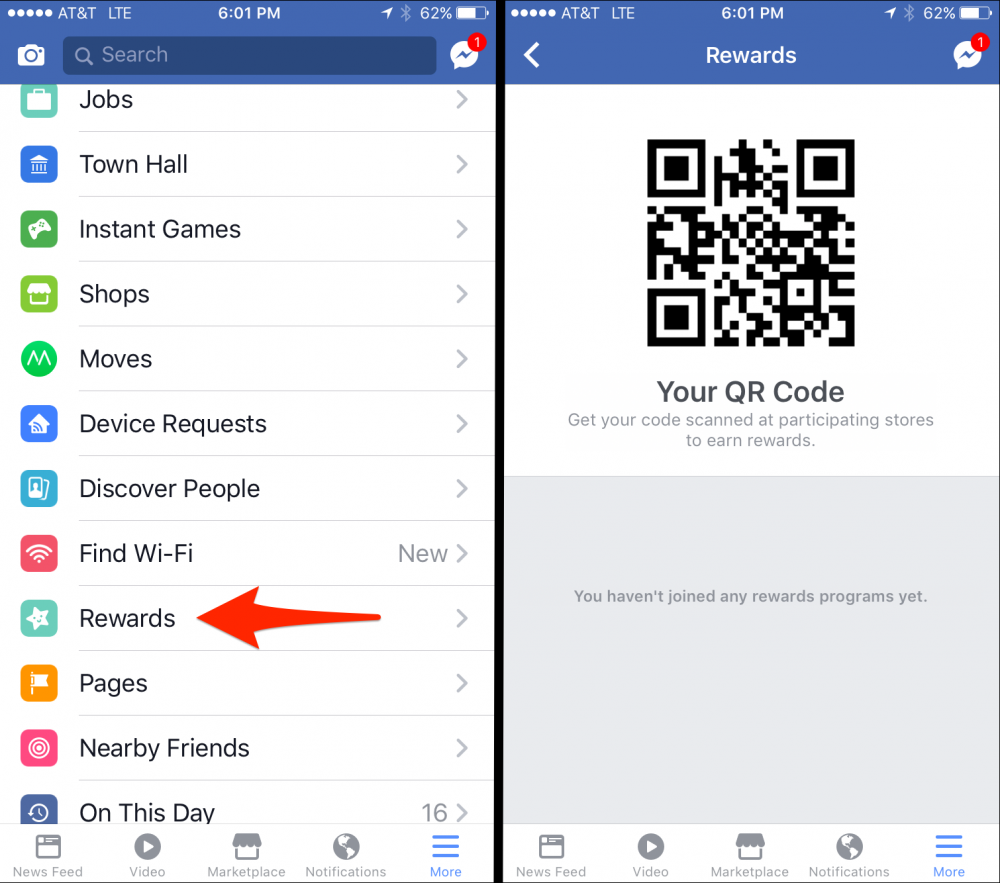 AT&T LTE 6:01 PM 62%
Search 1
Jobs
Town Hall
Instant Games
Shops
Moves
Device Requests
Discover People
Find Wi-Fi New
Rewards
Pages
Nearby Friends
On This Day 16
News Feed Video Marketplace Notifications More
AT&T LTE 6:01 PM 62%
Rewards 1
Your QR Code
Get your code scanned at participating stores
to earn rewards.
You haven't joined any rewards programs yet.
News Feed Video Marketplace Notifications More